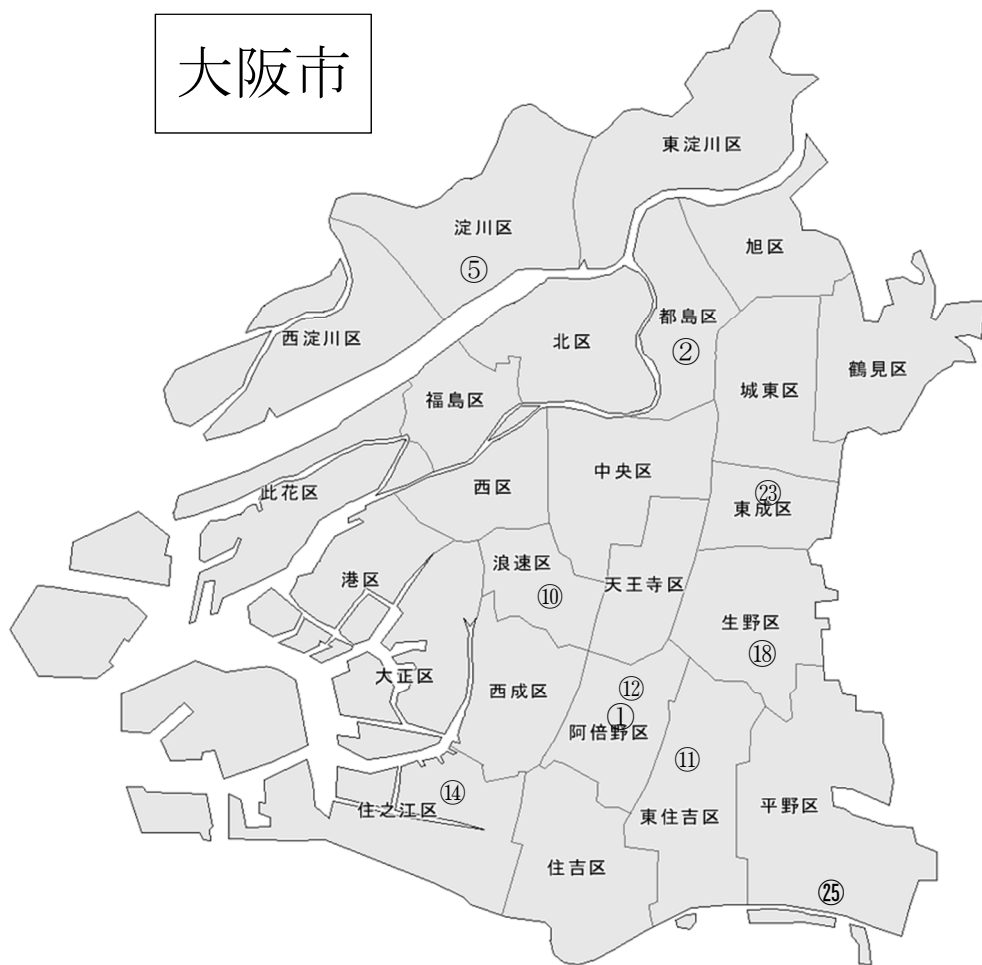 大阪市
東淀川区
淀川区
旭区
⑤
都島区
西淀川区
北区
②
鶴見区
城東区
福島区
中央区
西区
㉓
此花区
東成区
浪速区
港区
天王寺区
⑩
生野区
⑱
大正区
西成区
⑫
①
阿倍野区
⑪
⑭
住之江区
平野区
東住吉区
住吉区
㉕